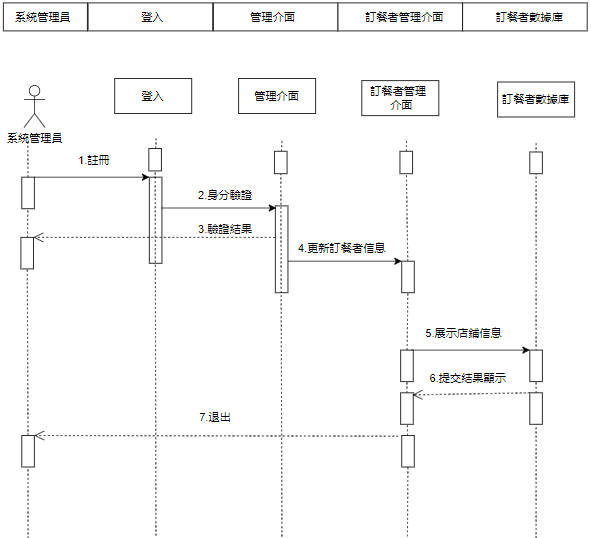 系統管理員
登入
管理介面
訂餐者管理介面
訂餐者數據庫
系統管理員
登入
管理介面
訂餐者管理
介面
訂餐者數據庫
1.註冊
2.身分驗證
3.驗證結果
4.更新訂餐者信息
5.展示店鋪信息
6.提交結果顯示
7.退出